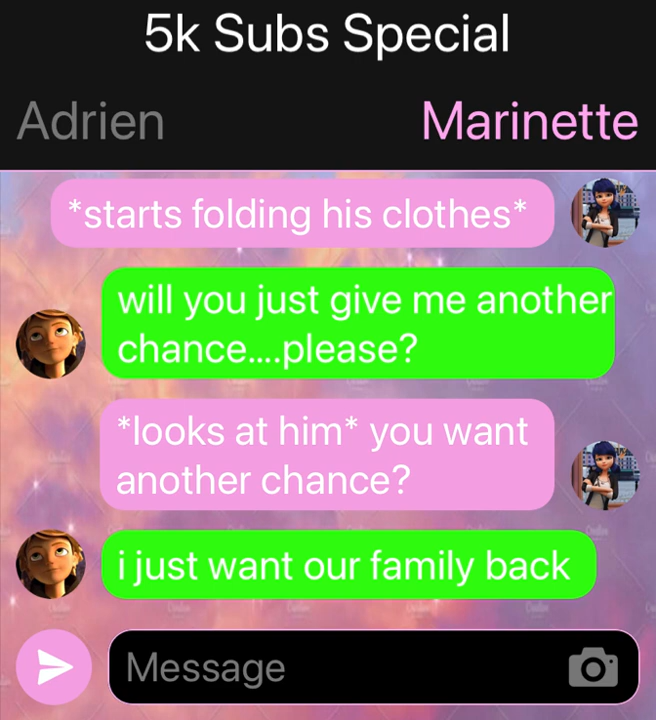 5k Subs Special
Adrien
Marinette
*starts folding his clothes*
will you just give me another
chance....please?
*looks at him* you want
another chance?
i just want our family back
Message